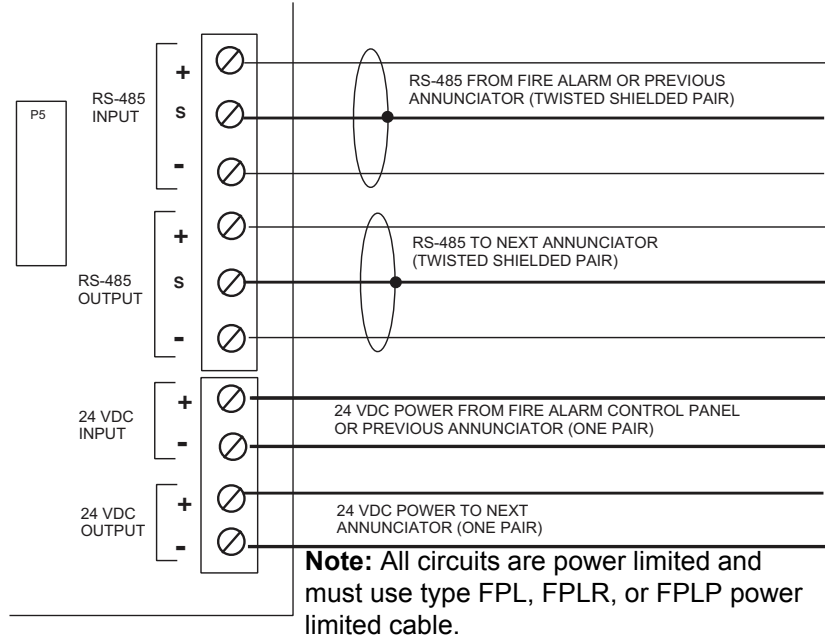 P5
RS-485
INPUT
+
S
-
RS-485 FROM FIRE ALARM OR PREVIOUS
ANNUNCIATOR (TWISTED SHIELDED PAIR)
RS-485
OUTPUT
+
S
-
RS-485 TO NEXT ANNUNCIATOR
(TWISTED SHIELDED PAIR)
24 VDC
INPUT
+
-
24 VDC POWER FROM FIRE ALARM CONTROL PANEL
OR PREVIOUS ANNUNCIATOR (ONE PAIR)
24 VDC
OUTPUT
+
-
24 VDC POWER TO NEXT
ANNUNCIATOR (ONE PAIR)
Note: All circuits are power limited and
must use type FPL, FPLR, or FPLP power
limited cable.